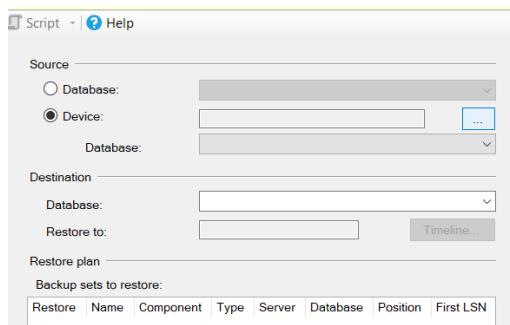 Script ? Help
Source
Database:
Device:
...
Database:
Destination
Database:
Restore to:
Timeline...
Restore plan
Backup sets to restore:
Restore Name Component Type Server Database Position First LSN